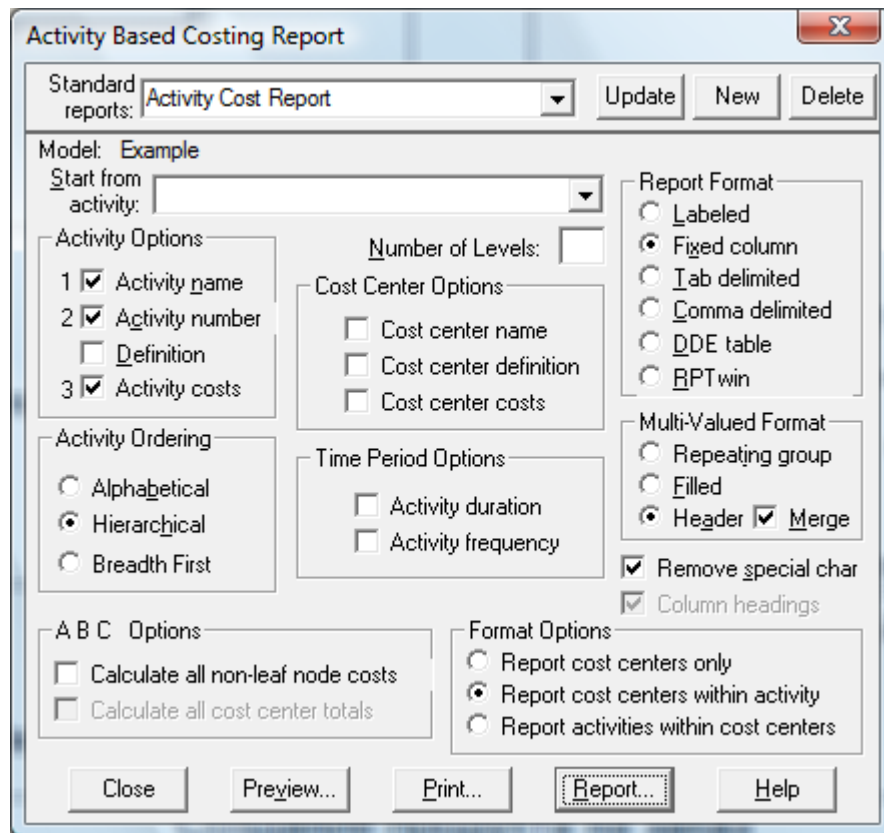 Activity Based Costing Report
Standard reports: Activity Cost Report Update New Delete
Model: Example
Start from activity:
Number of Levels:
Activity Options
1 Activity name
2 Activity number
Definition
3 Activity costs
Cost Center Options
Cost center name
Cost center definition
Cost center costs
Report Format
Labeled
Fixed column
Tab delimited
Comma delimited
DDE table
RPTwin
Activity Ordering
Alphabetical
Hierarchical
Breadth First
Time Period Options
Activity duration
Activity frequency
Multi-Valued Format
Repeating group
Filled
Header Merge
Remove special char
Column headings
A B C Options
Calculate all non-leaf node costs
Calculate all cost center totals
Format Options
Report cost centers only
Report cost centers within activity
Report activities within cost centers
Close Preview... Print... Report... Help